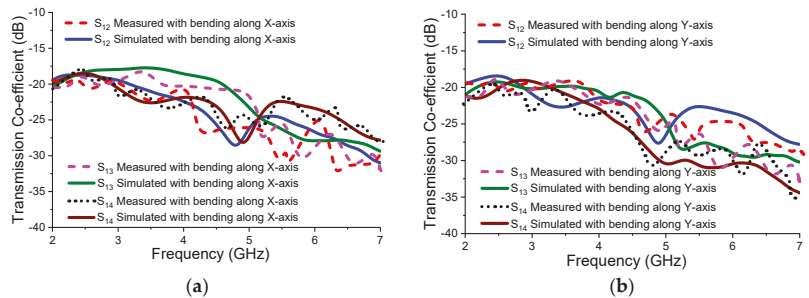 (a)
-10
-15
-20
-25
-30
-35
-40
Transmission Co-efficient (dB)
S12 Measured with bending along X-axis
S12 Simulated with bending along X-axis
S13 Measured with bending along X-axis
S13 Simulated with bending along X-axis
S14 Measured with bending along X-axis
S14 Simulated with bending along X-axis
2 3 4 5 6 7
Frequency (GHz)
(a)
(b)
-10
-15
-20
-25
-30
-35
-40
Transmission Co-efficient (dB)
S12 Measured with bending along Y-axis
S12 Simulated with bending along Y-axis
S13 Measured with bending along Y-axis
S13 Simulated with bending along Y-axis
S14 Measured with bending along Y-axis
S14 Simulated with bending along Y-axis
2 3 4 5 6 7
Frequency (GHz)
(b)